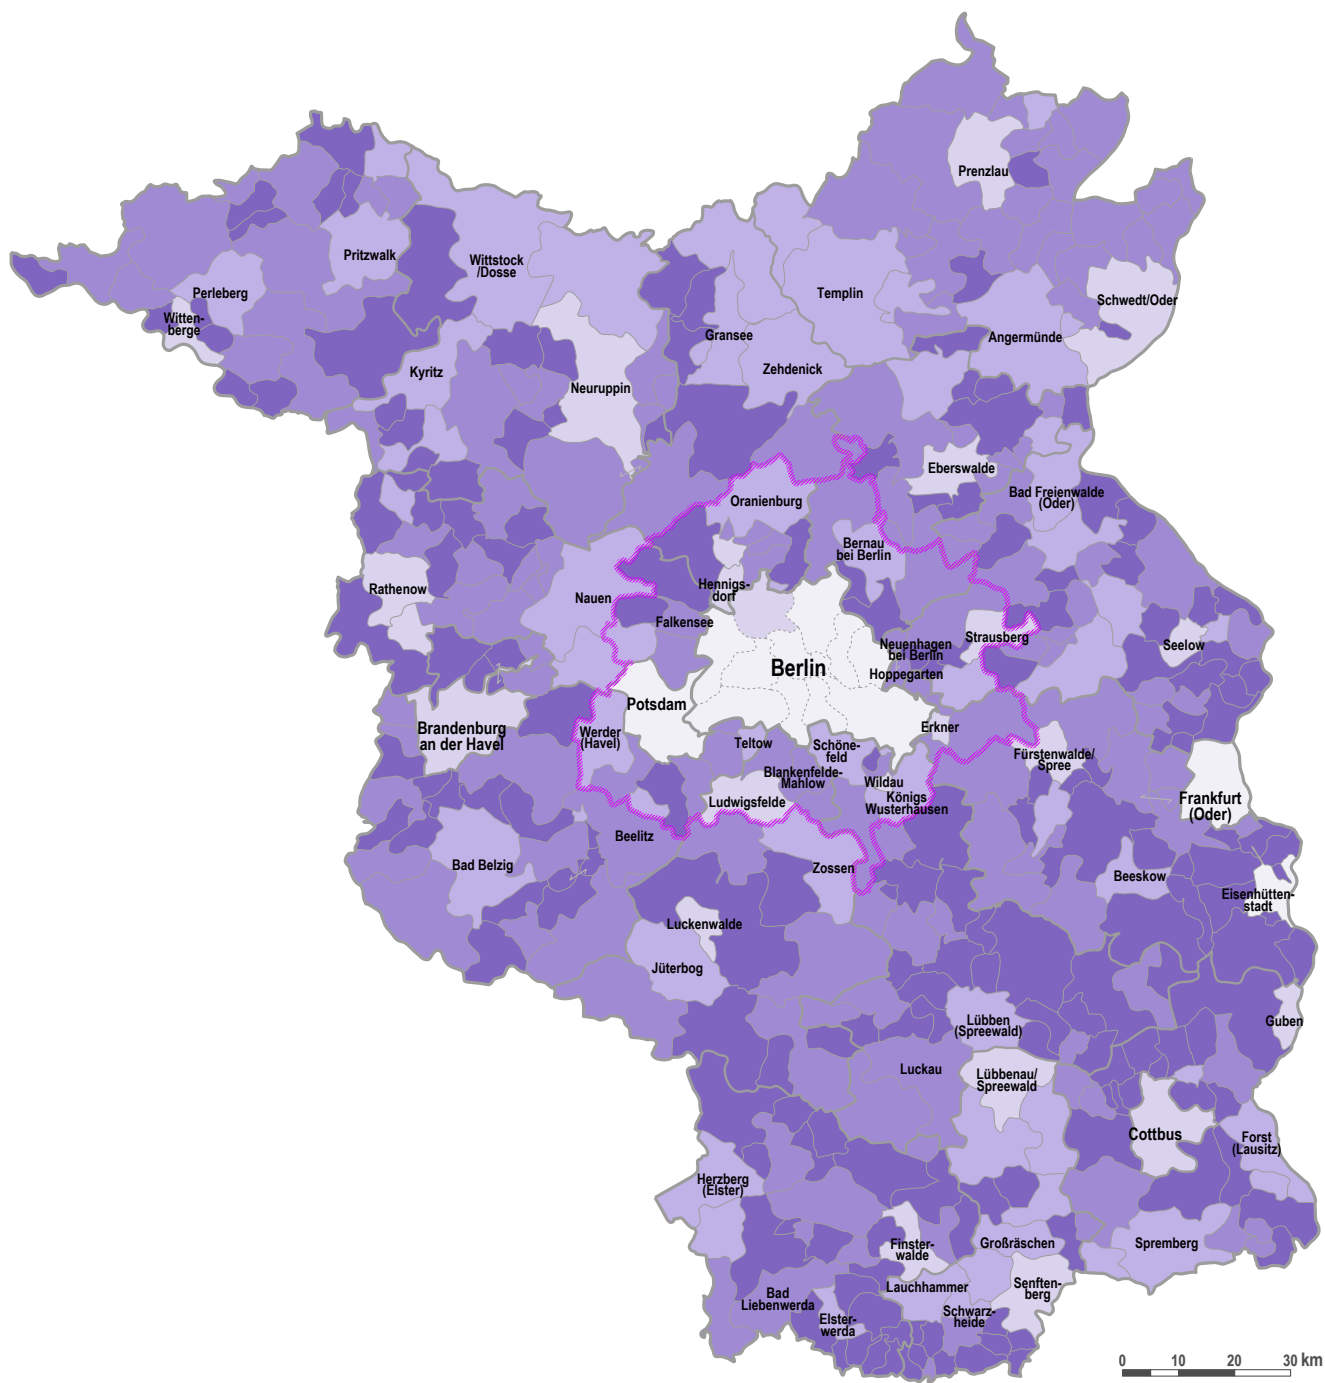 Prenzlau
Pritzwalk
Wittstock
/Dosse
Perleberg
Templin
Schwedt/Oder
Witten-
berge
Gransee
Angermünde
Kyritz
Zehdenick
Neuruppin
Eberswalde
Bad Freienwalde
(Oder)
Oranienburg
Bernau
bei Berlin
Rathenow
Hennigs-
dorf
Nauen
Falkensee
Neuenhagen
bei Berlin
Strausberg
Seelow
Berlin
Hoppegarten
Potsdam
Brandenburg
an der Havel
Werder
(Havel)
Erkner
Teltow
Schöne-
feld
Fürstenwalde/
Spree
Blankenfelde-
Mahlow
Wildau
Ludwigsfelde
Königs
Wusterhausen
Frankfurt
(Oder)
Beelitz
Bad Belzig
Zossen
Beeskow
Eisenhütten-
stadt
Luckenwalde
Jüterbog
Lübben
(Spreewald)
Guben
Luckau
Lübbenau/
Spreewald
Cottbus
Forst
(Lausitz)
Herzberg
(Elster)
Finster-
walde
Großräschen
Spremberg
Lauchhammer
Senften-
berg
Bad
Liebenwerda
Schwarz-
heide
Elster-
werda
0 10 20 30 km